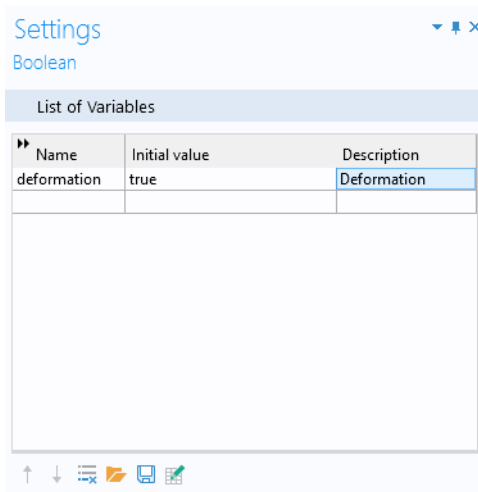 Settings
Boolean
List of Variables
Name Initial value Description
deformation true Deformation